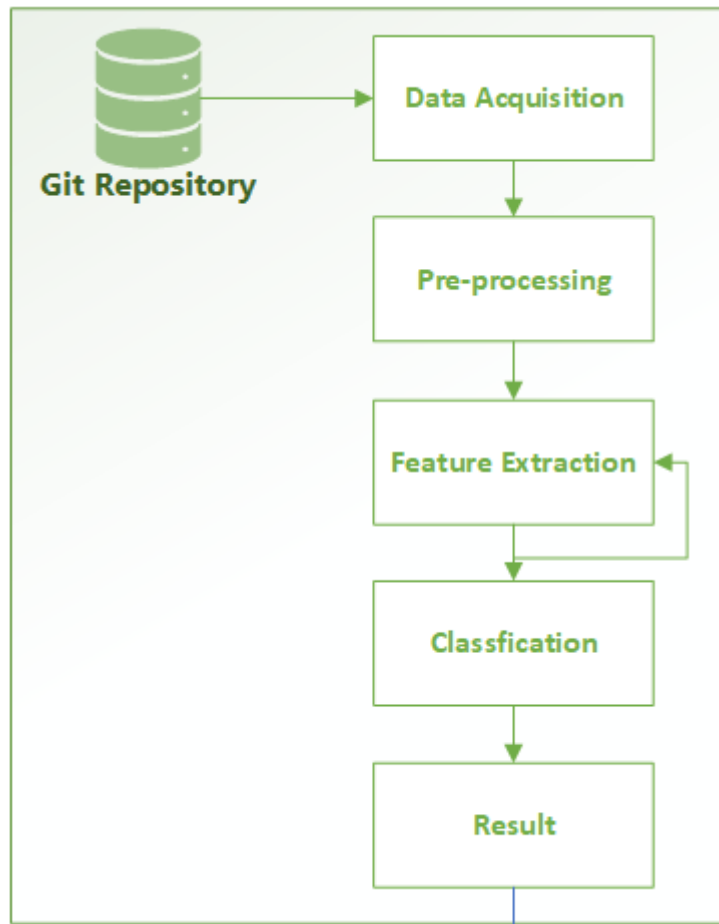 Data Acquisition
Git Repository
Pre-processing
Feature Extraction
Classfication
Result